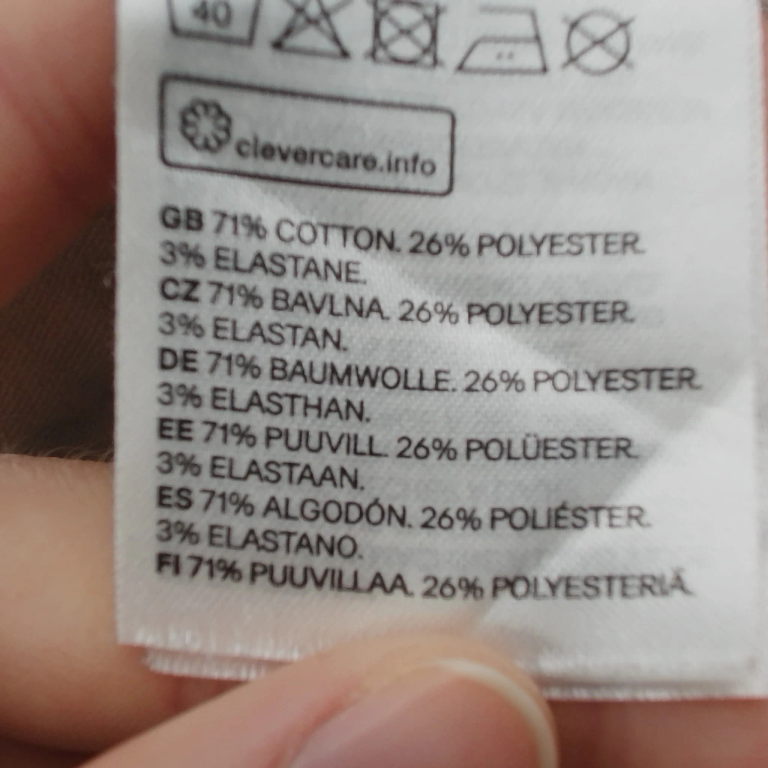 40
clevercare.info
GB 71% COTTON. 26% POLYESTER.
3% ELASTANE.
CZ 71% BAVLNA. 26% POLYESTER.
3% ELASTAN.
DE 71% BAUMWOLLE. 26% POLYESTER.
3% ELASTHAN.
EE 71% PUUVILL. 26% POLÜESTER.
3% ELASTAAN.
ES 71% ALGODÓN. 26% POLIÉSTER.
3% ELASTANO.
FI 71% PUUVILLAA. 26% POLYESTERIÄ.